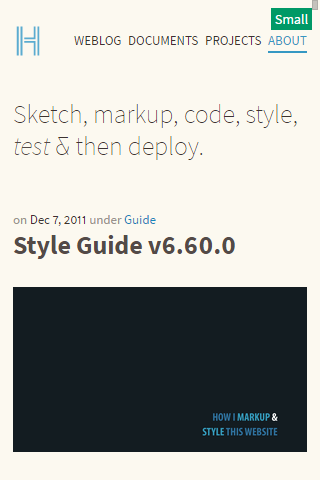 Small
H
WEBLOG DOCUMENTS PROJECTS ABOUT
Sketch, markup, code, style,
test & then deploy.
on Dec 7, 2011 under Guide
Style Guide v6.60.0
HOW I MARKUP &
STYLE THIS WEBSITE